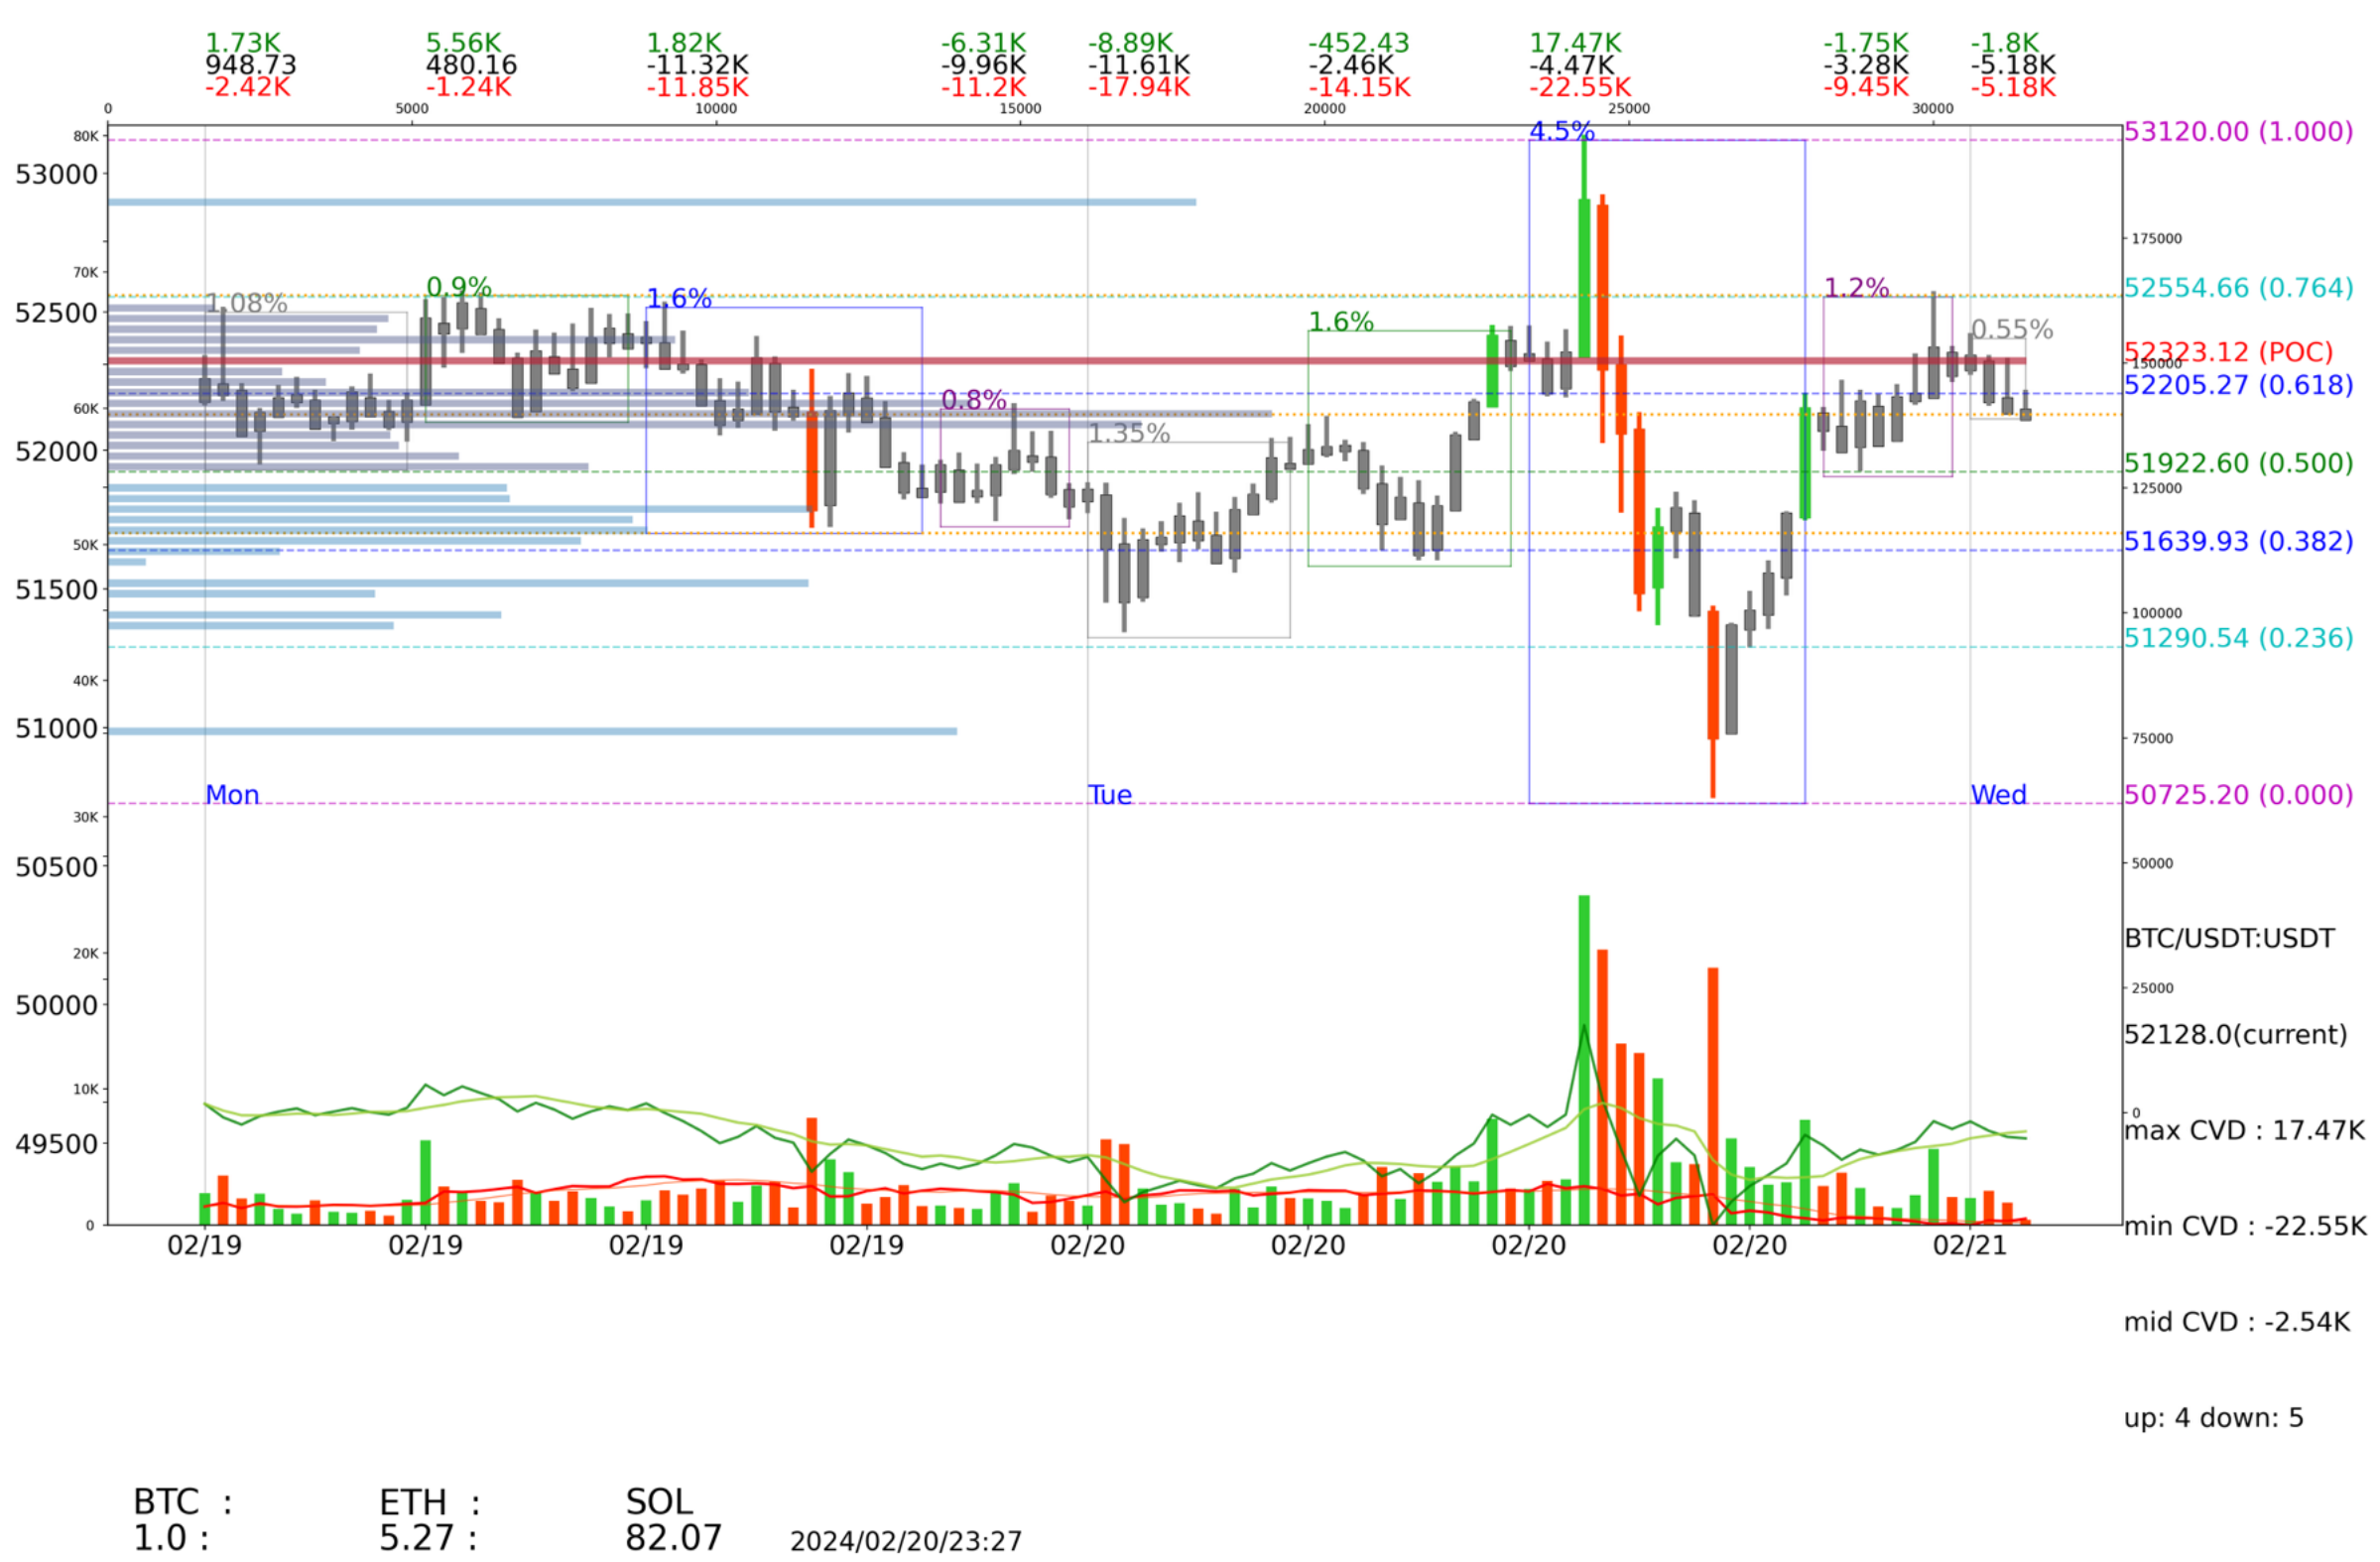 1.73K 5.56K 1.82K -6.31K -8.89K -452.43 17.47K -1.75K -1.8K
948.73 480.16 -11.32K -9.96K -11.61K -2.46K -4.47K -3.28K -5.18K
-2.42K -1.24K -11.85K -11.2K -17.94K -14.15K -22.55K -9.45K -5.18K
0 5000 10000 15000 20000 25000 30000
80K 4.5% 53120.00 (1.000)
53000
175000
70K 0.9% 1.2% 52554.66 (0.764)
1.08% 1.6%
52500 1.6% 0.55%
52323.12 (POC)
150000
52205.27 (0.618)
60K 0.8%
1.35%
52000
51922.60 (0.500)
125000
50K 51639.93 (0.382)
51500
100000
51290.54 (0.236)
40K
51000 75000
Mon Tue Wed 50725.20 (0.000)
30K
50500 50000
BTC/USDT:USDT
20K
25000
50000
52128.0(current)
10K
0
49500 max CVD : 17.47K
0 min CVD : -22.55K
02/19 02/19 02/19 02/19 02/20 02/20 02/20 02/20 02/21
mid CVD : -2.54K
up: 4 down: 5
BTC : ETH : SOL
1.0 : 5.27 : 82.07 2024/02/20/23:27